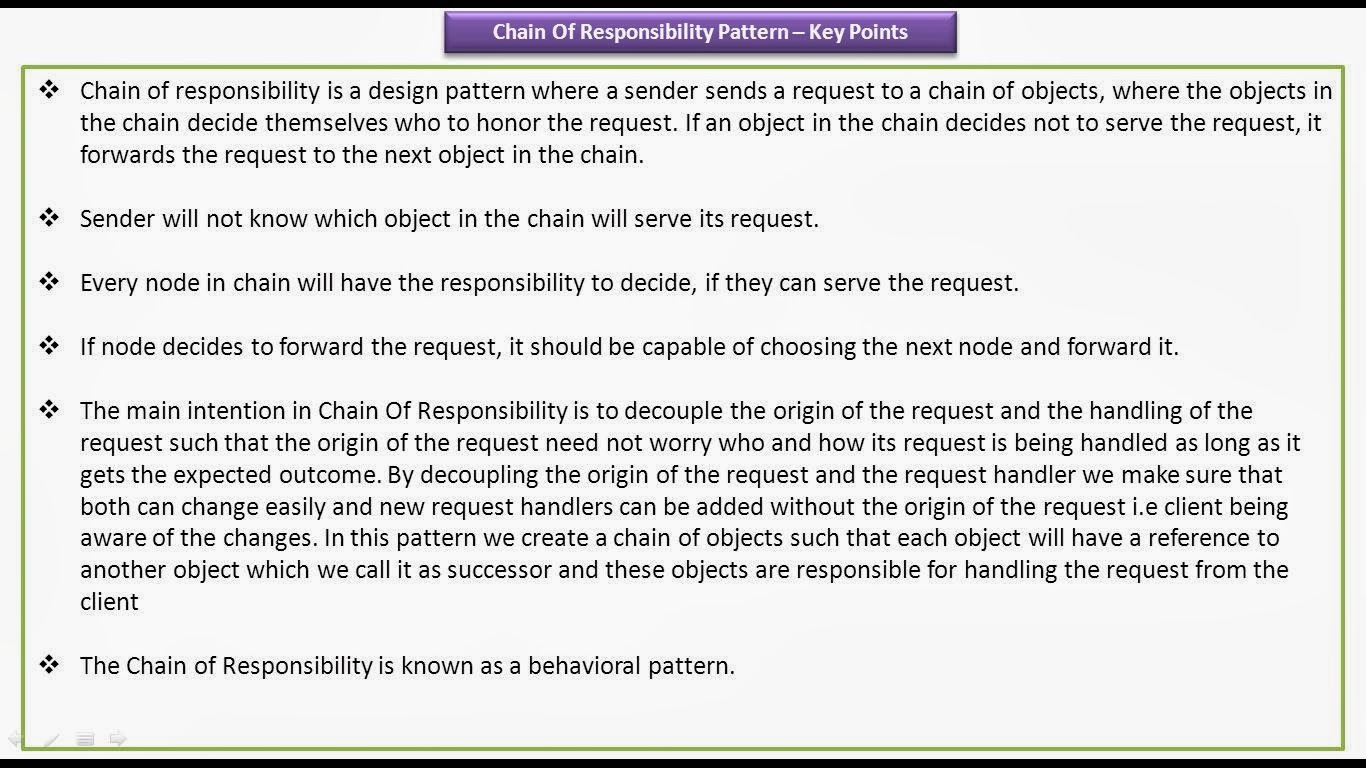 Chain Of Responsibility Pattern – Key Points
❖ Chain of responsibility is a design pattern where a sender sends a request to a chain of objects, where the objects in
the chain decide themselves who to honor the request. If an object in the chain decides not to serve the request, it
forwards the request to the next object in the chain.
❖ Sender will not know which object in the chain will serve its request.
❖ Every node in chain will have the responsibility to decide, if they can serve the request.
❖ If node decides to forward the request, it should be capable of choosing the next node and forward it.
❖ The main intention in Chain Of Responsibility is to decouple the origin of the request and the handling of the
request such that the origin of the request need not worry who and how its request is being handled as long as it
gets the expected outcome. By decoupling the origin of the request and the request handler we make sure that
both can change easily and new request handlers can be added without the origin of the request i.e client being
aware of the changes. In this pattern we create a chain of objects such that each object will have a reference to
another object which we call it as successor and these objects are responsible for handling the request from the
client
❖ The Chain of Responsibility is known as a behavioral pattern.